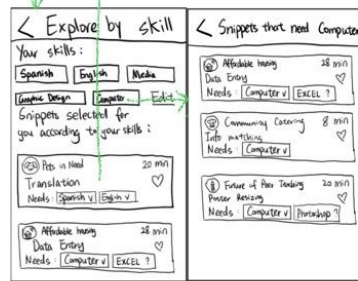 < Explore by skill
Your skills:
Spanish English Media
Graphic Design Computer... Edit
Snippets selected for
you according to your skills:
Pets in Need 20 min
Translation
Needs: Spanish v English v
Affordable housing 28 min
Data Entry
Needs: Computer v EXCEL ?
< Snippets that need Computer
Affordable housing 28 min
Data Entry
Needs: Computer v EXCEL ?
Community Catering 8 min
Info matching
Needs: Computer v
Future of Peer Teaching 20 min
Poster Resizing
Needs: Computer v Photoshop ?